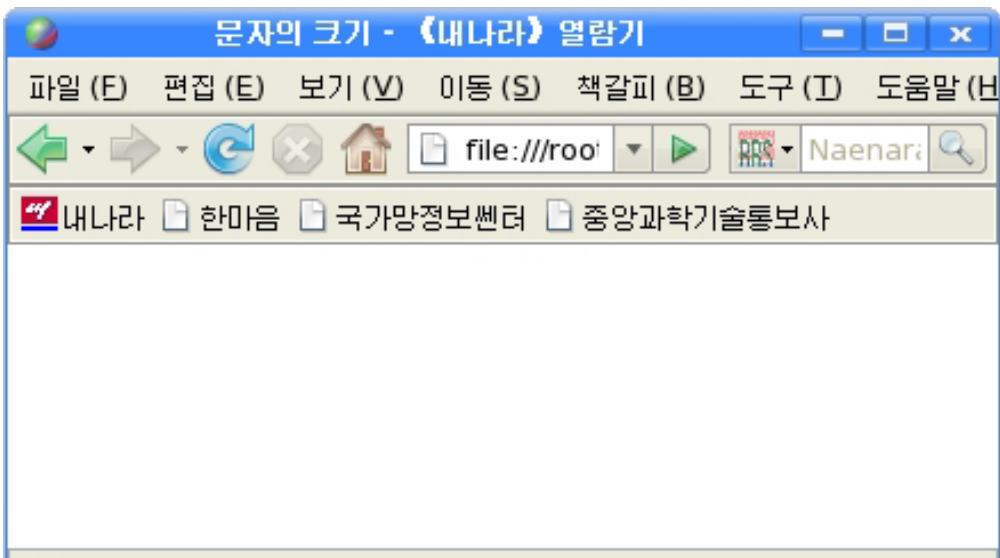 문자의 크기 - 《내나라》 열람기
파일 (F) 편집 (E) 보기 (V) 이동 (S) 책갈피 (B) 도구 (T) 도움말 (H
file:///root Naenara
내나라 한마음 국가망정보쎈터 중앙과학기술통보사